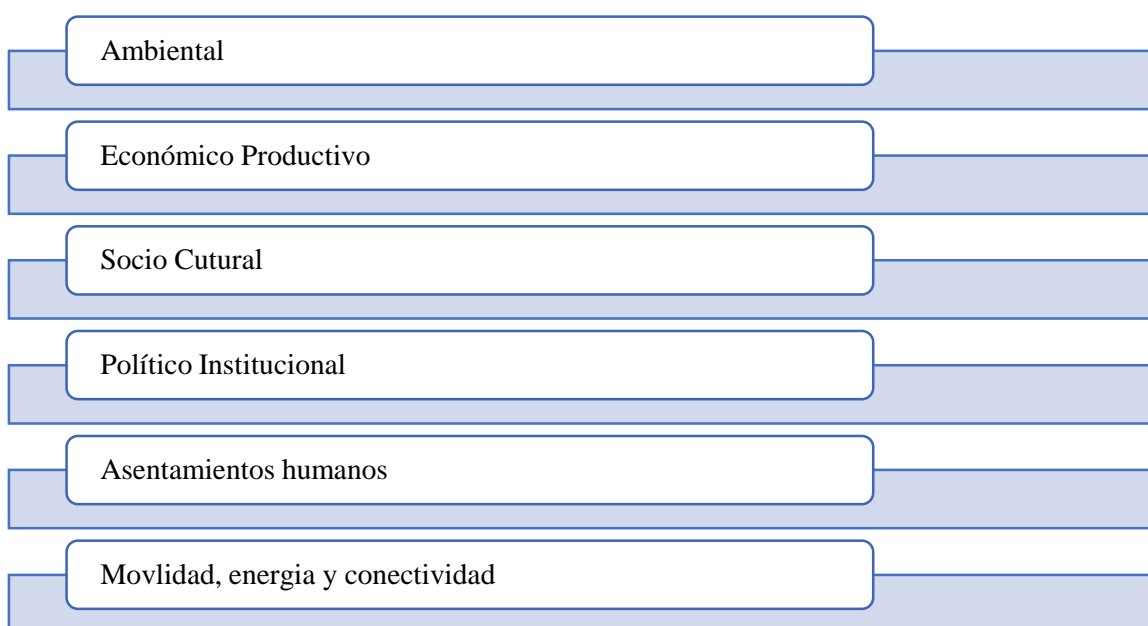 Ambiental
Económico Productivo
Socio Cutural
Político Institucional
Asentamientos humanos
Movlidad, energia y conectividad